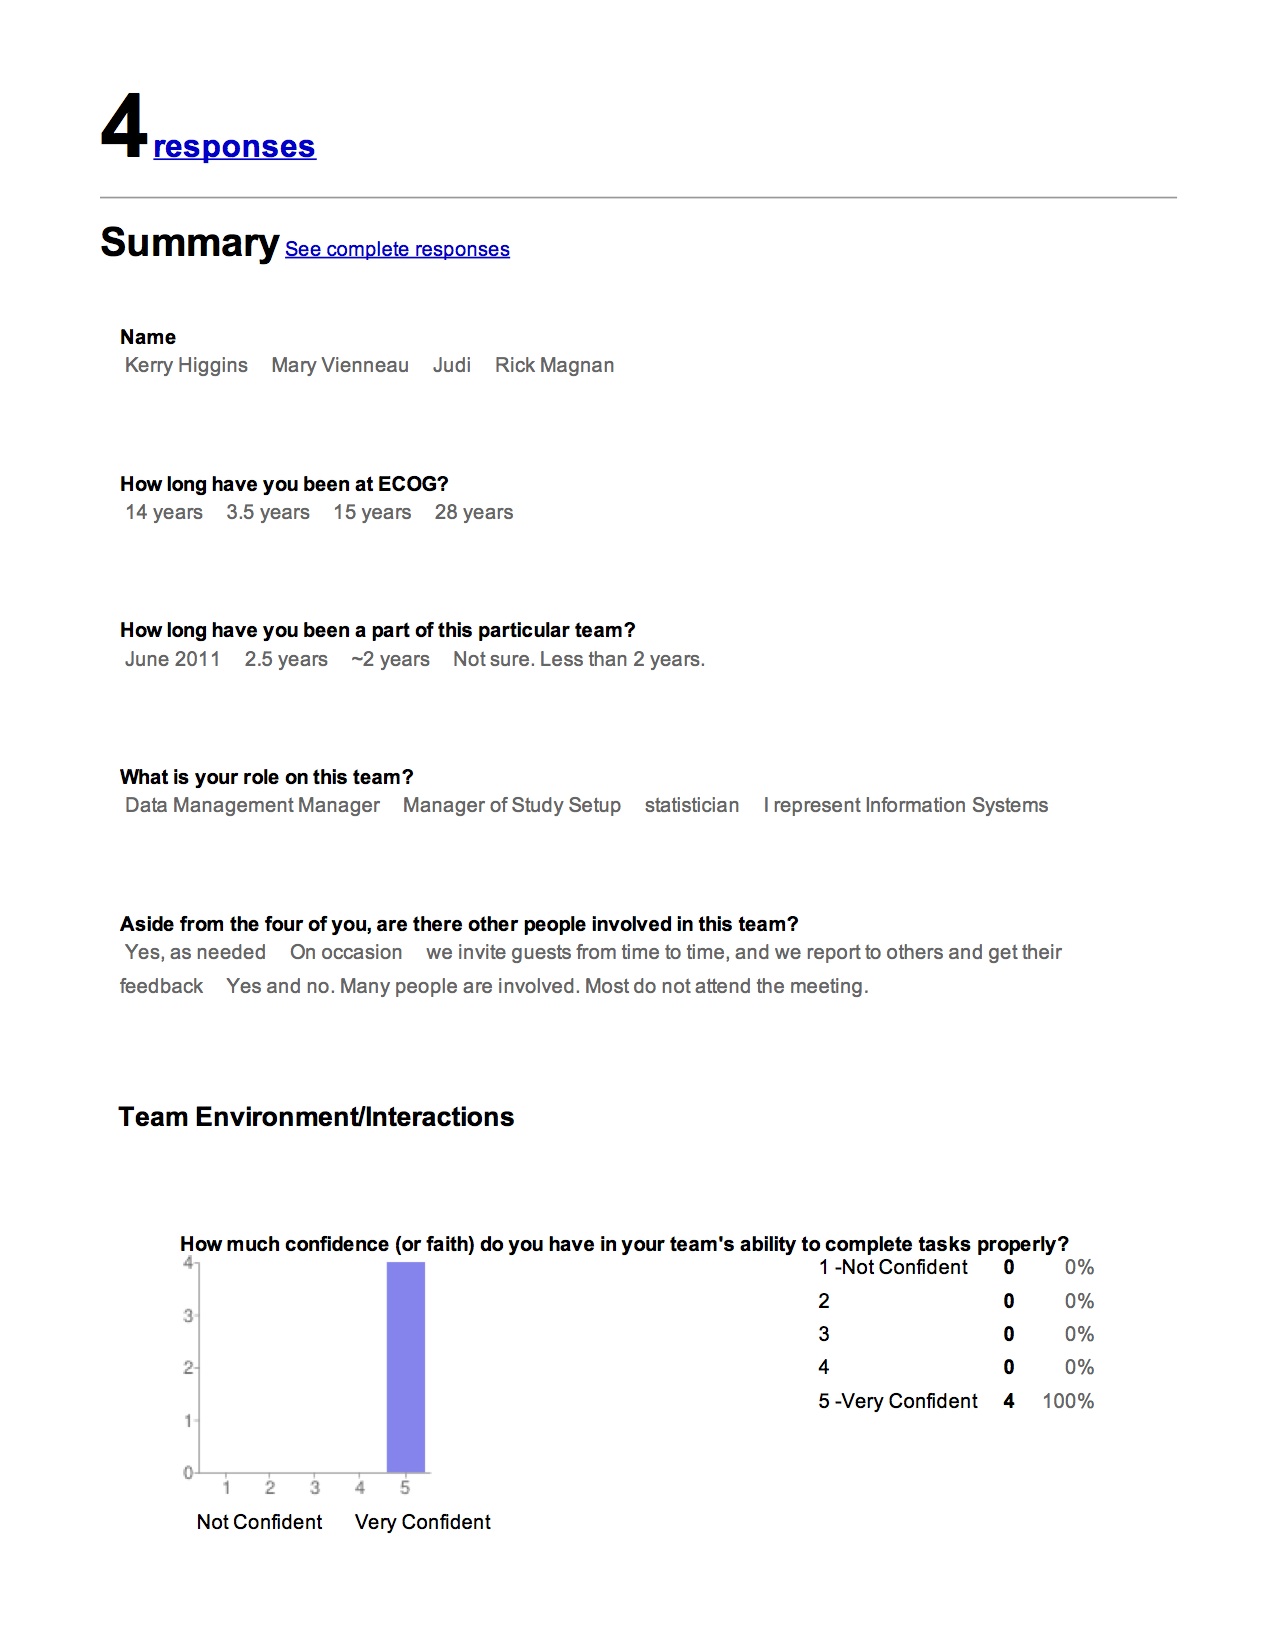 4 responses
Summary See complete responses
Name
Kerry Higgins Mary Vienneau Judi Rick Magnan
How long have you been at ECOG?
14 years 3.5 years 15 years 28 years
How long have you been a part of this particular team?
June 2011 2.5 years ~2 years Not sure. Less than 2 years.
What is your role on this team?
Data Management Manager Manager of Study Setup statistician I represent Information Systems
Aside from the four of you, are there other people involved in this team?
Yes, as needed On occasion we invite guests from time to time, and we report to others and get their
feedback Yes and no. Many people are involved. Most do not attend the meeting.
Team Environment/Interactions
How much confidence (or faith) do you have in your team's ability to complete tasks properly?
4
3
2
1
0
1 2 3 4 5
Not Confident Very Confident
1 -Not Confident 0 0%
2 0 0%
3 0 0%
4 0 0%
5 -Very Confident 4 100%